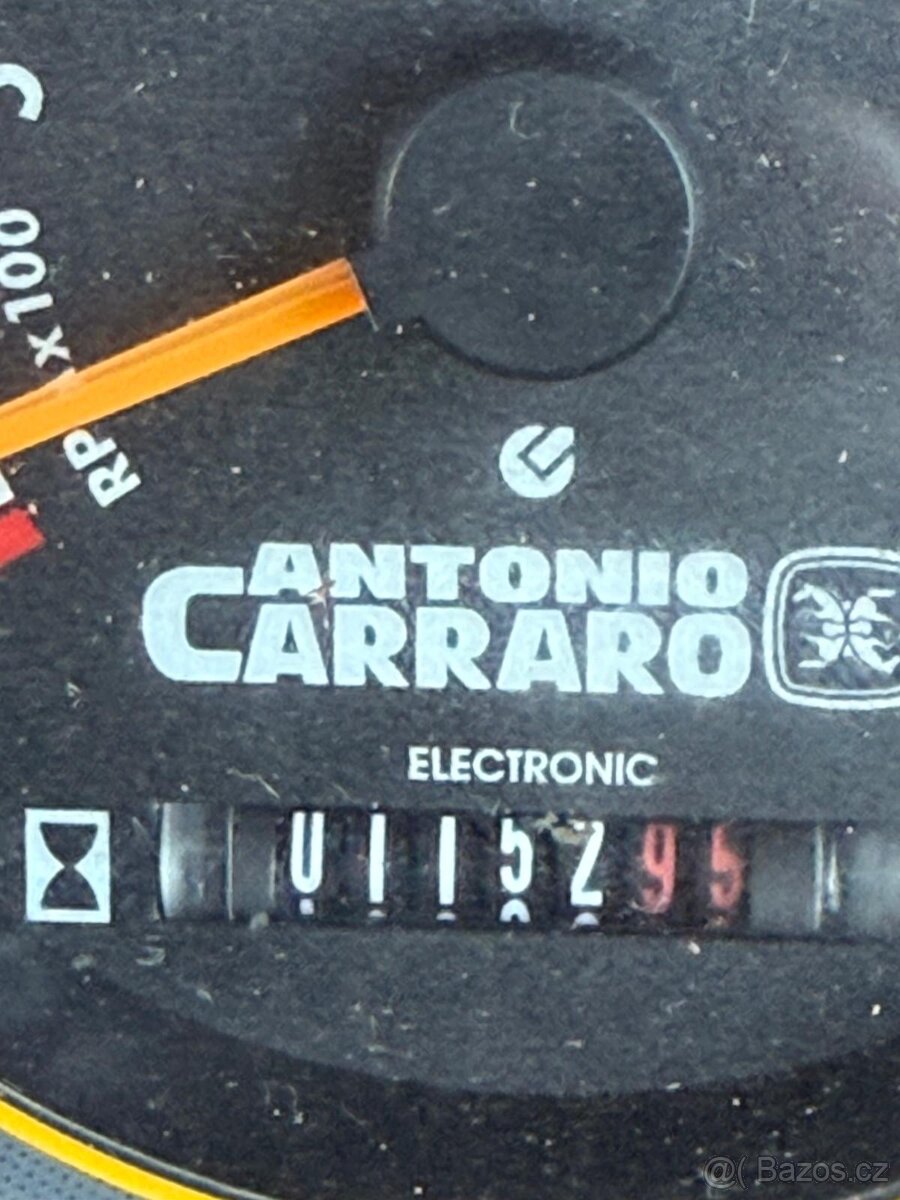 RPM x 100
ANTONIO
CARRARO
ELECTRONIC
0115295
@( Bazos.cz